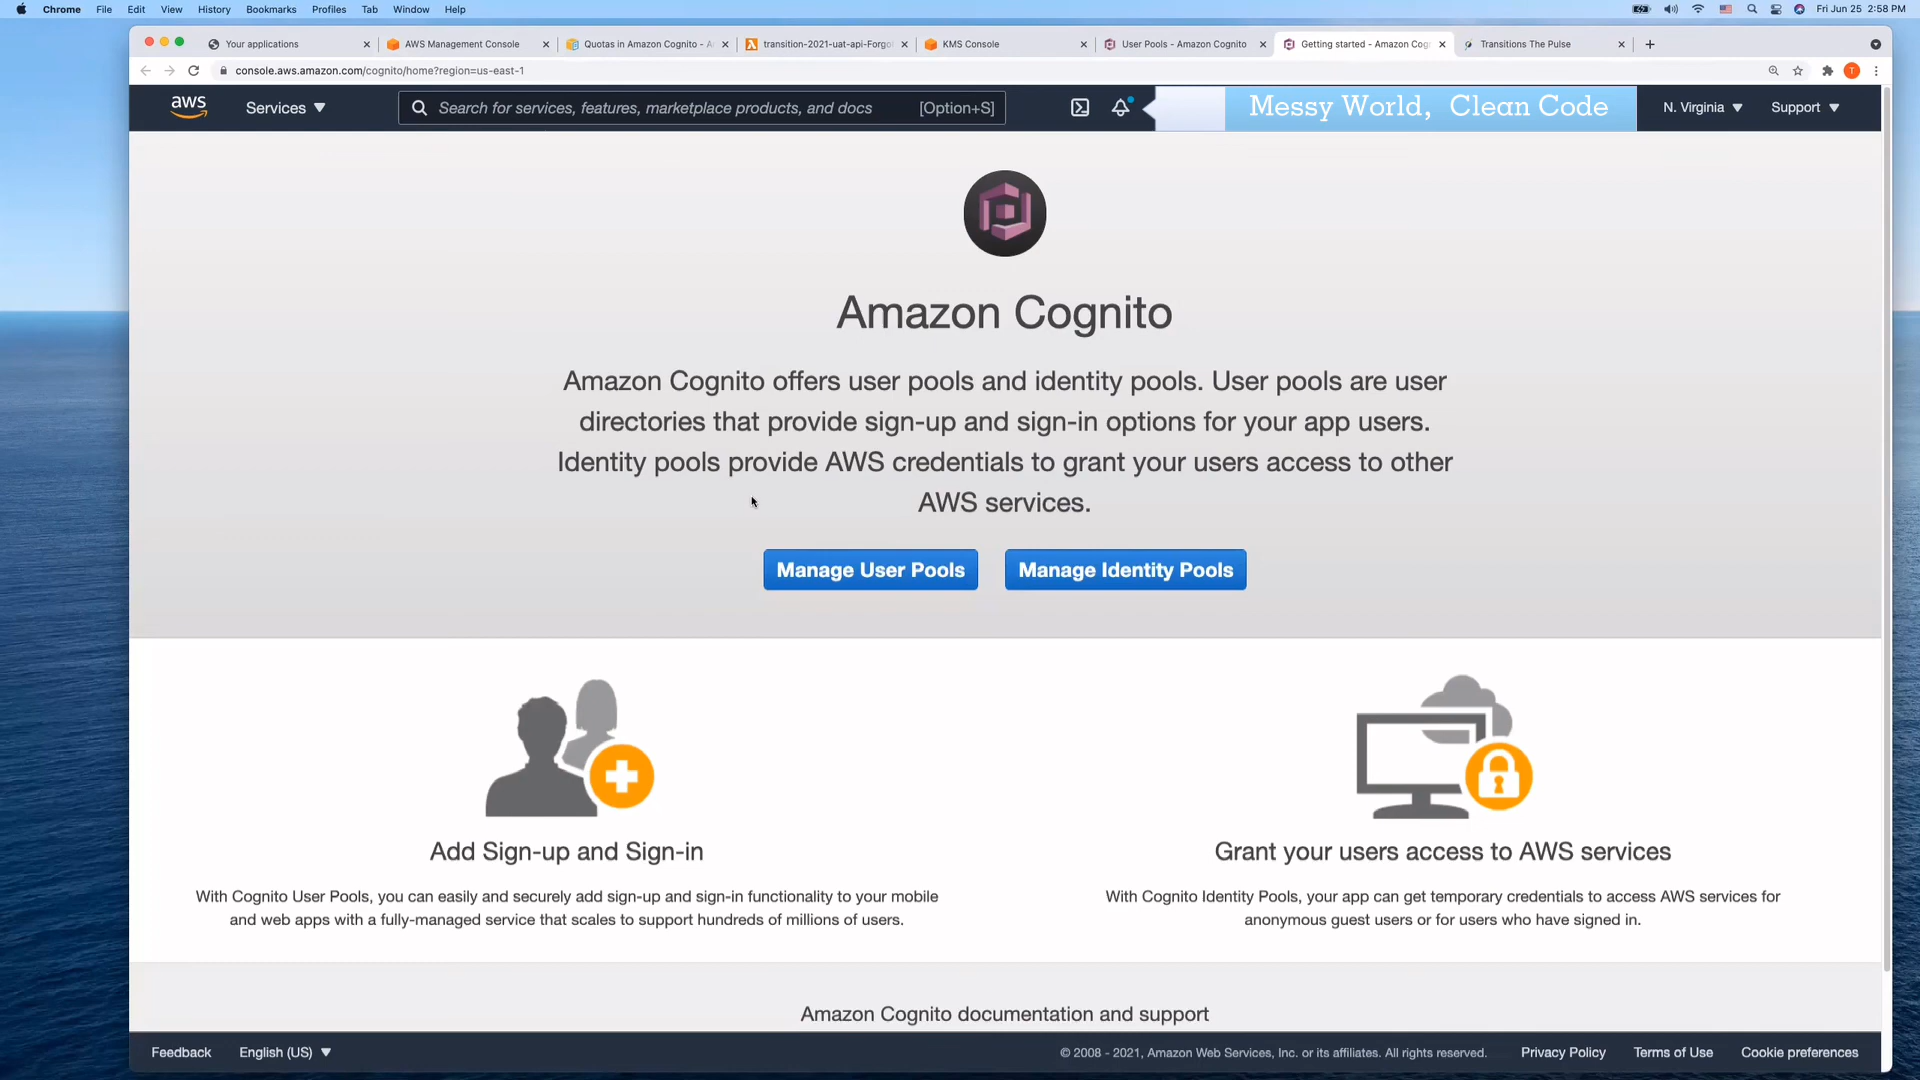 Chrome File Edit View History Bookmarks Profiles Tab Window Help
Fri Jun 25 2:58 PM
Your applications
AWS Management Console
Quotas in Amazon Cognito - A
transition-2021-uat-api-Forgo
KMS Console
User Pools - Amazon Cognito
Getting started - Amazon Cog
Transitions The Pulse
console.aws.amazon.com/cognito/home?region=us-east-1
T
aws
Services
Search for services, features, marketplace products, and docs [Option+S]
Messy World, Clean Code
N. Virginia
Support
Amazon Cognito
Amazon Cognito offers user pools and identity pools. User pools are user
directories that provide sign-up and sign-in options for your app users.
Identity pools provide AWS credentials to grant your users access to other
AWS services.
Manage User Pools
Manage Identity Pools
Add Sign-up and Sign-in
With Cognito User Pools, you can easily and securely add sign-up and sign-in functionality to your mobile
and web apps with a fully-managed service that scales to support hundreds of millions of users.
Grant your users access to AWS services
With Cognito Identity Pools, your app can get temporary credentials to access AWS services for
anonymous guest users or for users who have signed in.
Amazon Cognito documentation and support
Feedback English (US)
© 2008 - 2021, Amazon Web Services, Inc. or its affiliates. All rights reserved. Privacy Policy Terms of Use Cookie preferences